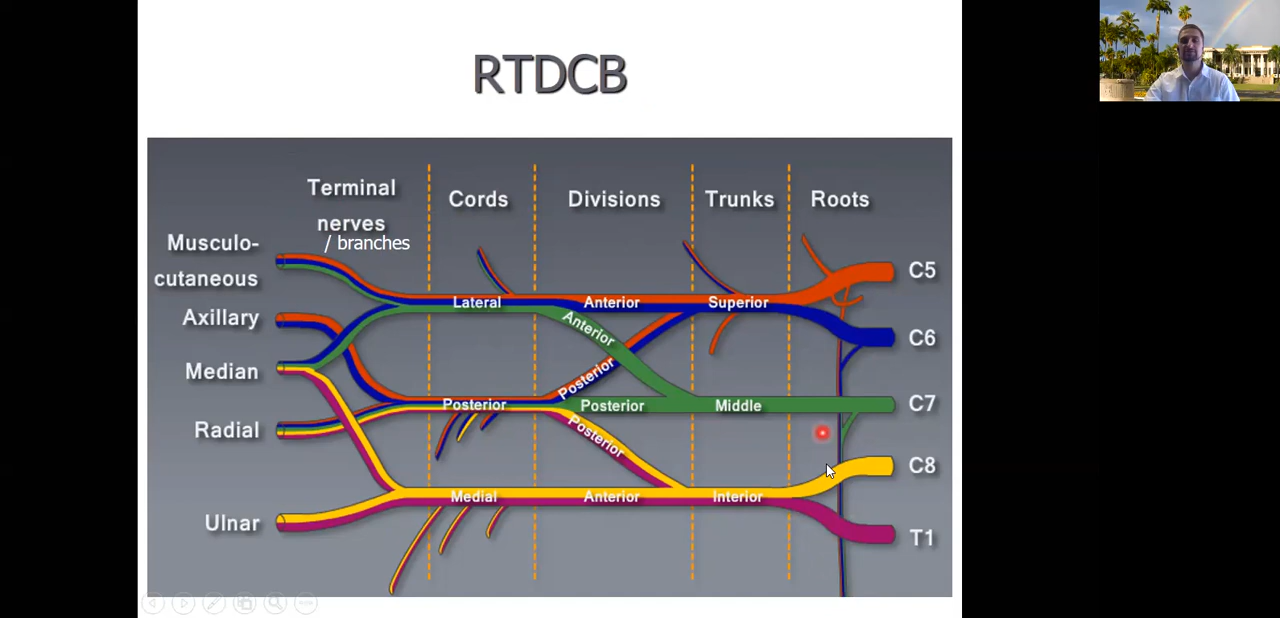 RTDCB
Terminal
nerves
/ branches
Cords
Divisions
Trunks
Roots
Musculo-
cutaneous
Axillary
Median
Radial
Ulnar
Lateral
Anterior
Superior
Anterior
Posterior
Posterior
Posterior
Middle
Posterior
Medial
Anterior
Interior
C5
C6
C7
C8
T1